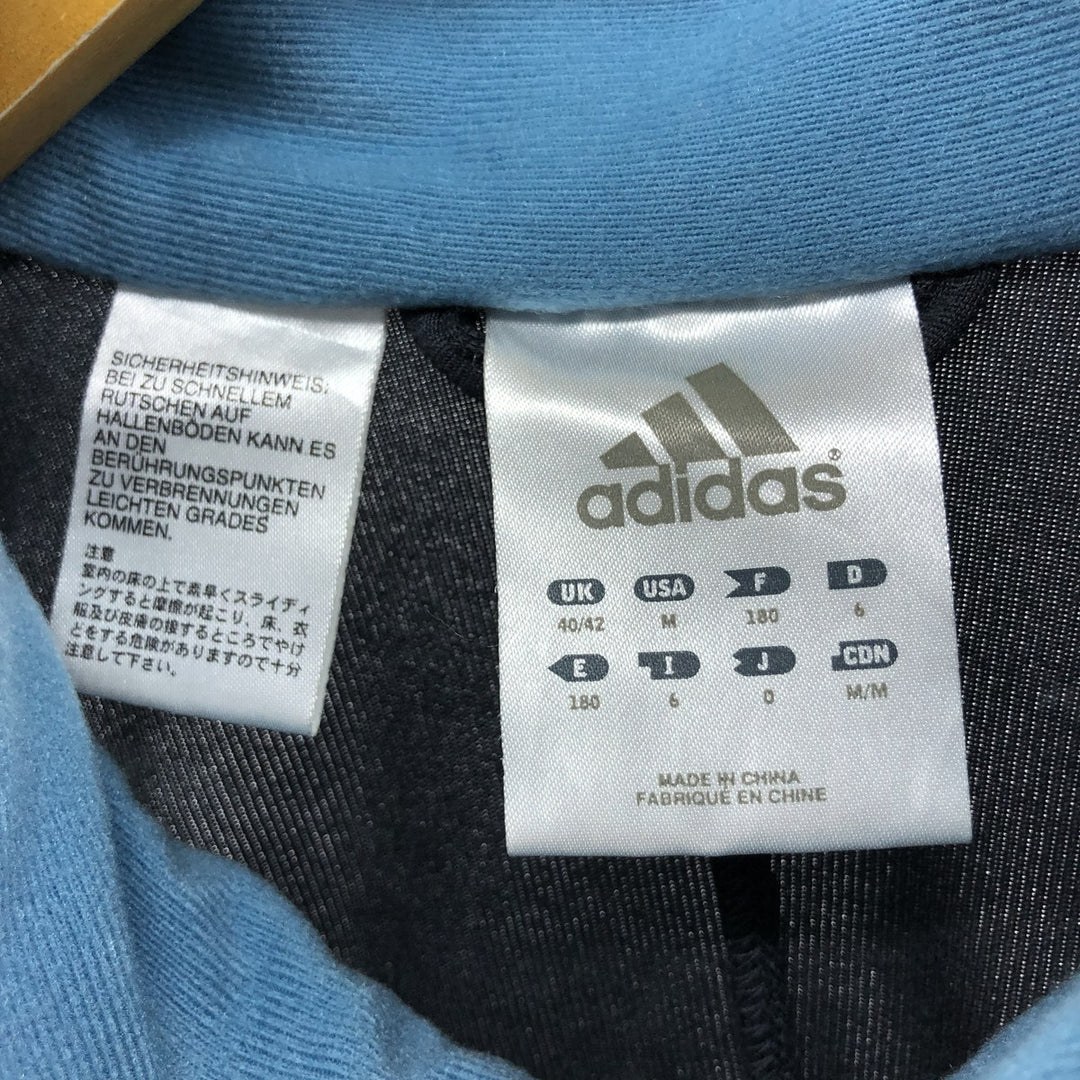 SICHERHEITSHINWEIS:
BEI ZU SCHNELLEM
RUTSCHEN AUF
HALLENBÖDEN KANN ES
AN DEN
BERÜHRUNGSPUNKTEN
ZU VERBRENNUNGEN
LEICHTEN GRADES
KOMMEN.
注意
室内の床の上で素早くスライディ
ングすると摩擦が起こり、床、衣
服及び皮膚の接するところでやけ
どをする危険がありますので十分
注意して下さい。
adidas®
UK USA F D
40/42 M 180 6
E I J CDN
180 6 0 M/M
MADE IN CHINA
FABRIQUÉ EN CHINE